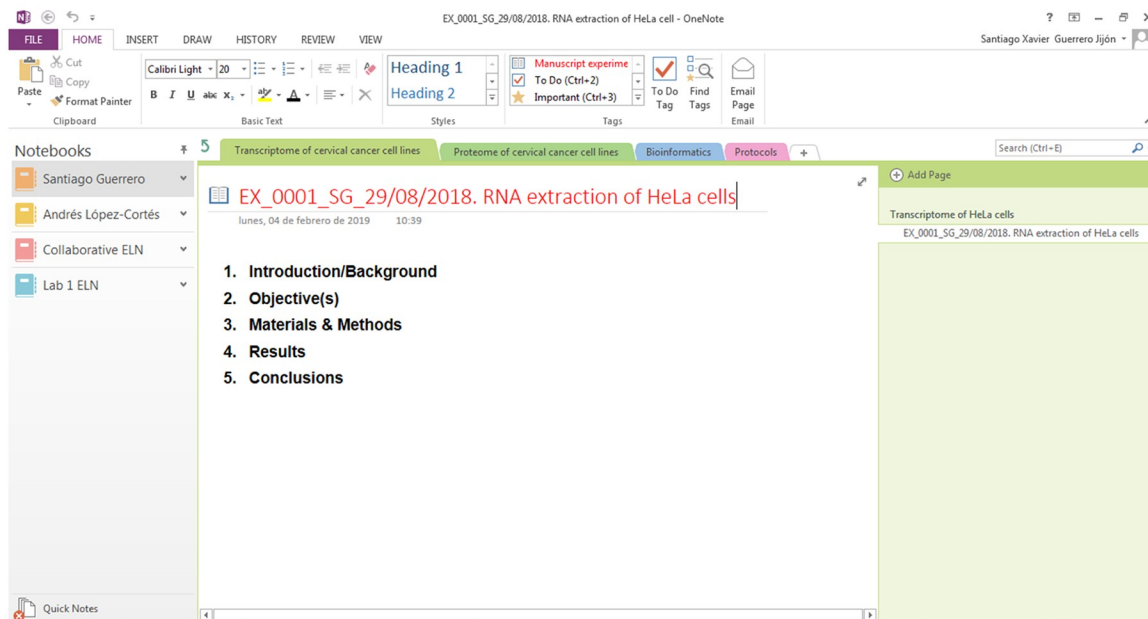 EX_0001_SG_29/08/2018. RNA extraction of HeLa cell - OneNote
FILE HOME INSERT DRAW HISTORY REVIEW VIEW
Santiago Xavier Guerrero Jijón
Paste
Cut
Copy
Format Painter
Clipboard
Calibri Light 20
B I U abc x₂ aby A
Basic Text
Heading 1
Heading 2
Styles
Manuscript experime
To Do (Ctrl+2)
Important (Ctrl+3)
Tags
To Do Tag
Find Tags
Email Page
Email
Notebooks
Santiago Guerrero
Andrés López-Cortés
Collaborative ELN
Lab 1 ELN
Quick Notes
Transcriptome of cervical cancer cell lines Proteome of cervical cancer cell lines Bioinformatics Protocols +
Search (Ctrl+E)
EX_0001_SG_29/08/2018. RNA extraction of HeLa cells
lunes, 04 de febrero de 2019 10:39
1. Introduction/Background
2. Objective(s)
3. Materials & Methods
4. Results
5. Conclusions
Add Page
Transcriptome of HeLa cells
EX_0001_SG_29/08/2018. RNA extraction of HeLa cells